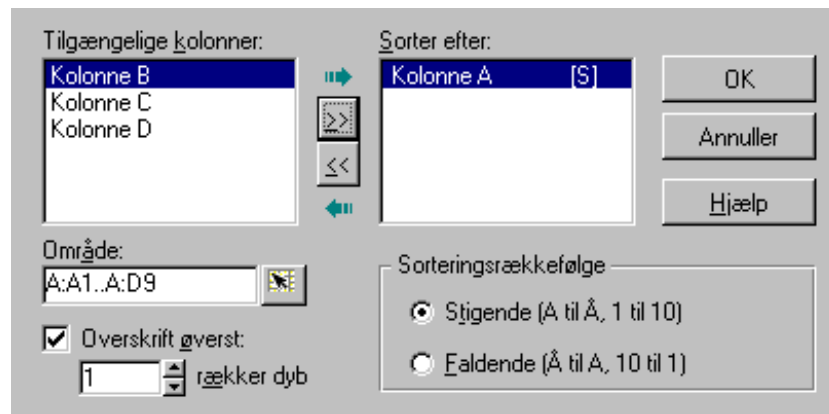 Tilgængelige kolonner:
Kolonne B
Kolonne C
Kolonne D
>>
<<
Sorter efter:
Kolonne A [S]
OK
Annuller
Hjælp
Område:
A:A1..A:D9
Overskrift øverst:
1 rækker dyb
Sorteringsrækkefølge
Stigende (A til Å, 1 til 10)
Faldende (Å til A, 10 til 1)